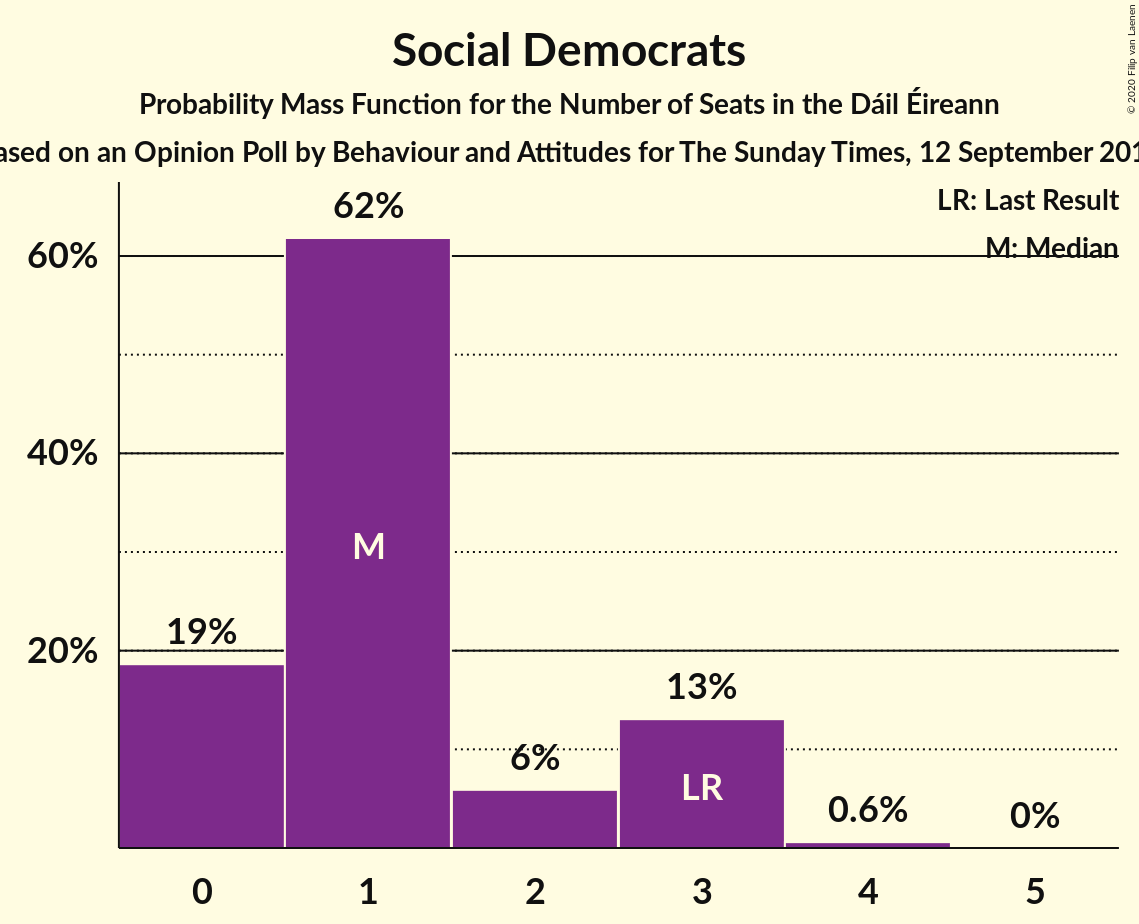 Social Democrats
Probability Mass Function for the Number of Seats in the Dáil Éireann
ased on an Opinion Poll by Behaviour and Attitudes for The Sunday Times, 12 September 201
© 2020 Filip van Laenen
LR: Last Result
M: Median
60%
40%
20%
19%
62%
6%
13%
0.6%
0%
M
LR
0 1 2 3 4 5